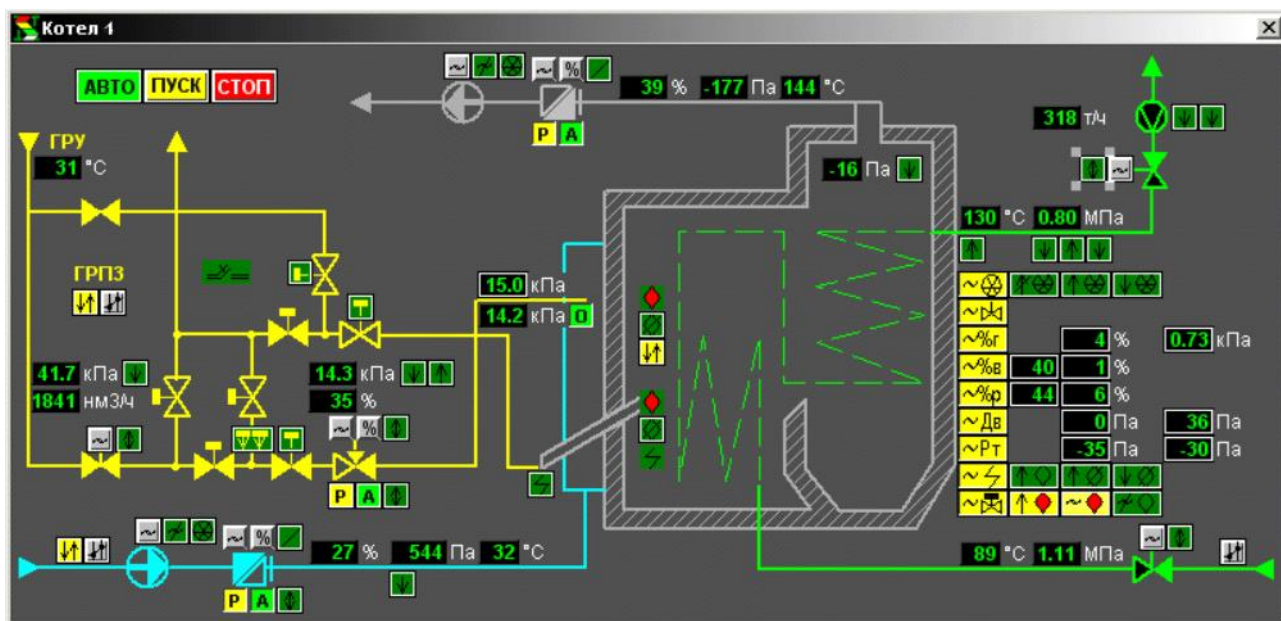 Котел 1
АВТО ПУСК СТОП
39 % -177 Па 144 °C
Р А
318 т/ч
ГРУ
31 °C
-16 Па
130 °C 0.80 МПа
ГРПЗ
15.0 кПа
14.2 кПа 0
41.7 кПа
1841 нм3/ч
14.3 кПа
35 %
%
Р А
~%г 4 % 0.73 кПа
~%в 40 1 %
~%р 44 6 %
~Дв 0 Па 36 Па
~Рт -35 Па -30 Па
27 % 544 Па 32 °C
Р А
89 °C 1.11 МПа